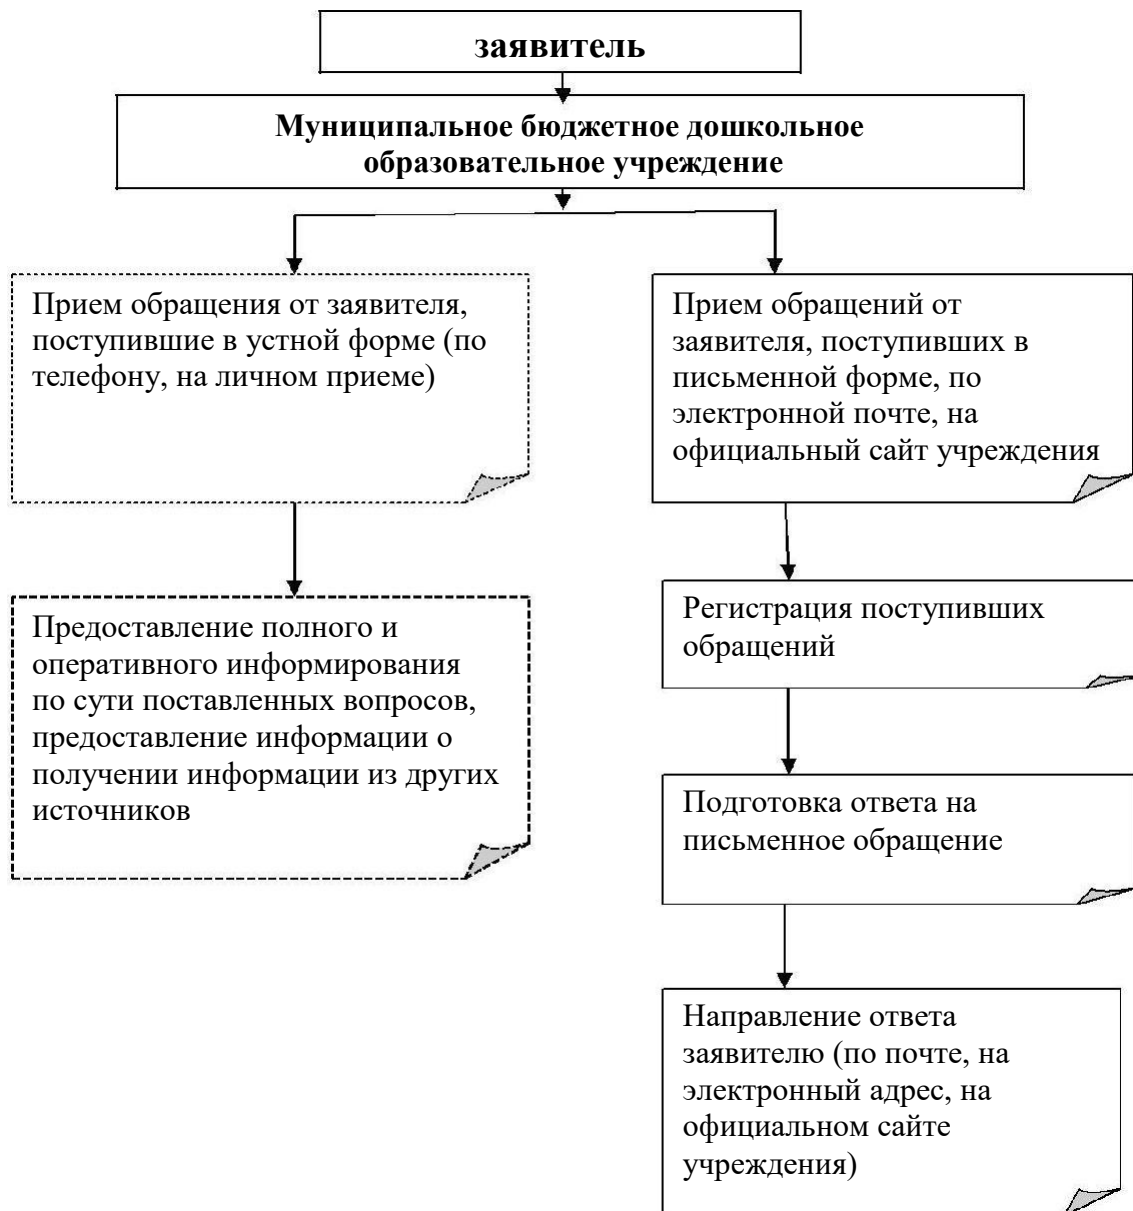 заявитель
Муниципальное бюджетное дошкольное
образовательное учреждение
Прием обращения от заявителя,
поступившие в устной форме (по
телефону, на личном приеме)
Прием обращений от
заявителя, поступивших в
письменной форме, по
электронной почте, на
официальный сайт учреждения
Предоставление полного и
оперативного информирования
по сути поставленных вопросов,
предоставление информации о
получении информации из других
источников
Регистрация поступивших
обращений
Подготовка ответа на
письменное обращение
Направление ответа
заявителю (по почте, на
электронный адрес, на
официальном сайте
учреждения)